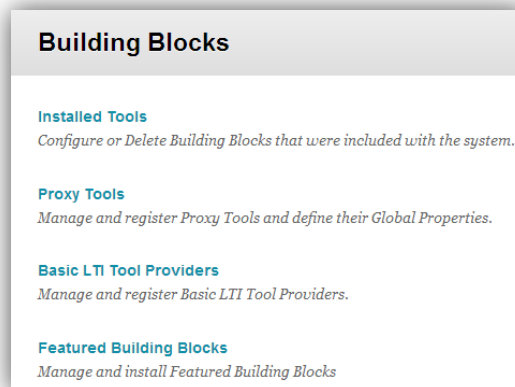 Building Blocks
Installed Tools
Configure or Delete Building Blocks that were included with the system.
Proxy Tools
Manage and register Proxy Tools and define their Global Properties.
Basic LTI Tool Providers
Manage and register Basic LTI Tool Providers.
Featured Building Blocks
Manage and install Featured Building Blocks